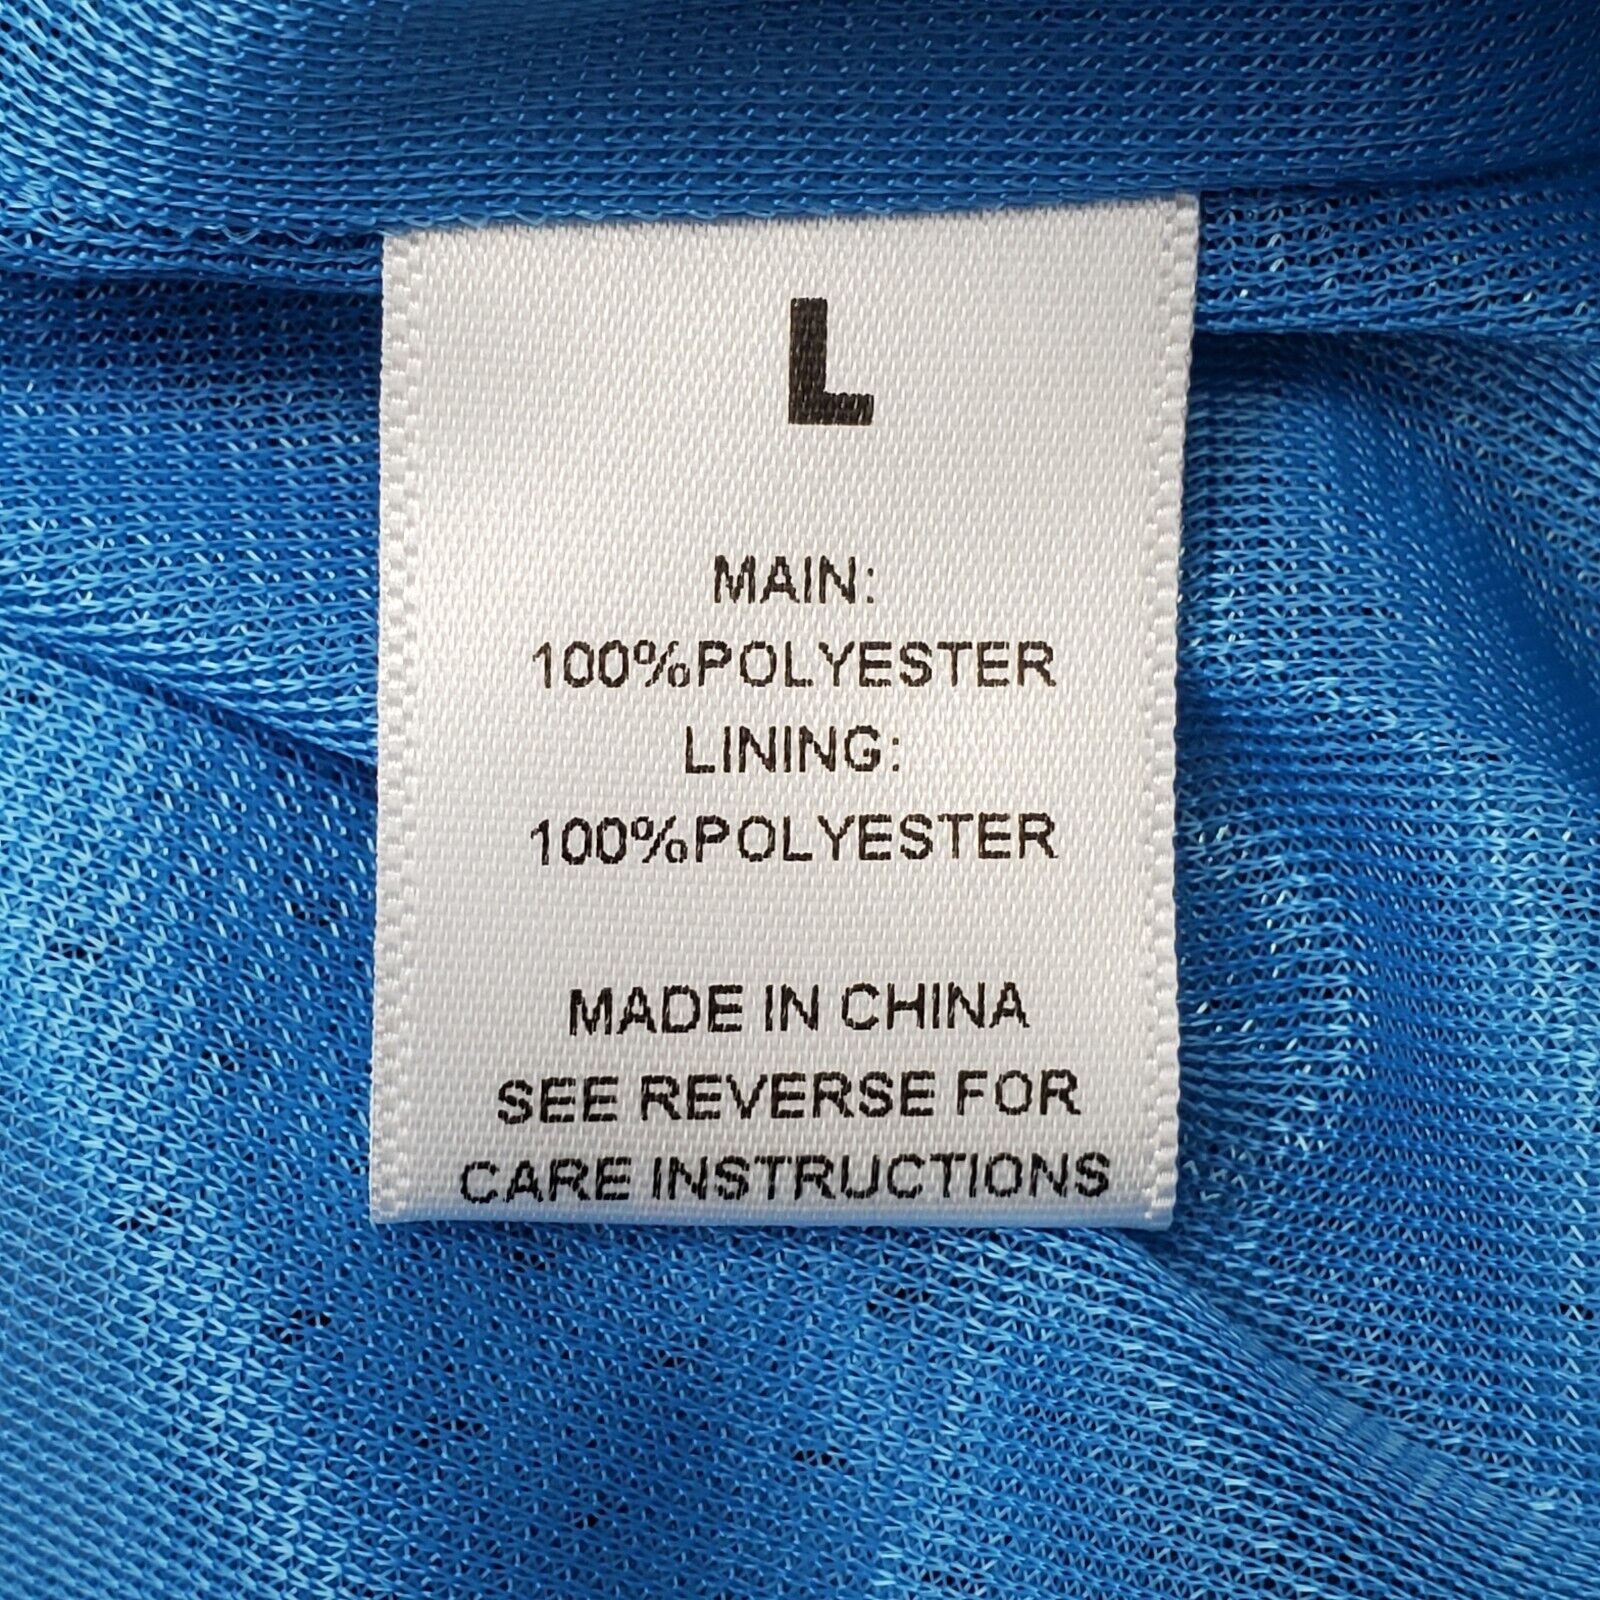 L
MAIN:
100%POLYESTER
LINING:
100%POLYESTER
MADE IN CHINA
SEE REVERSE FOR
CARE INSTRUCTIONS